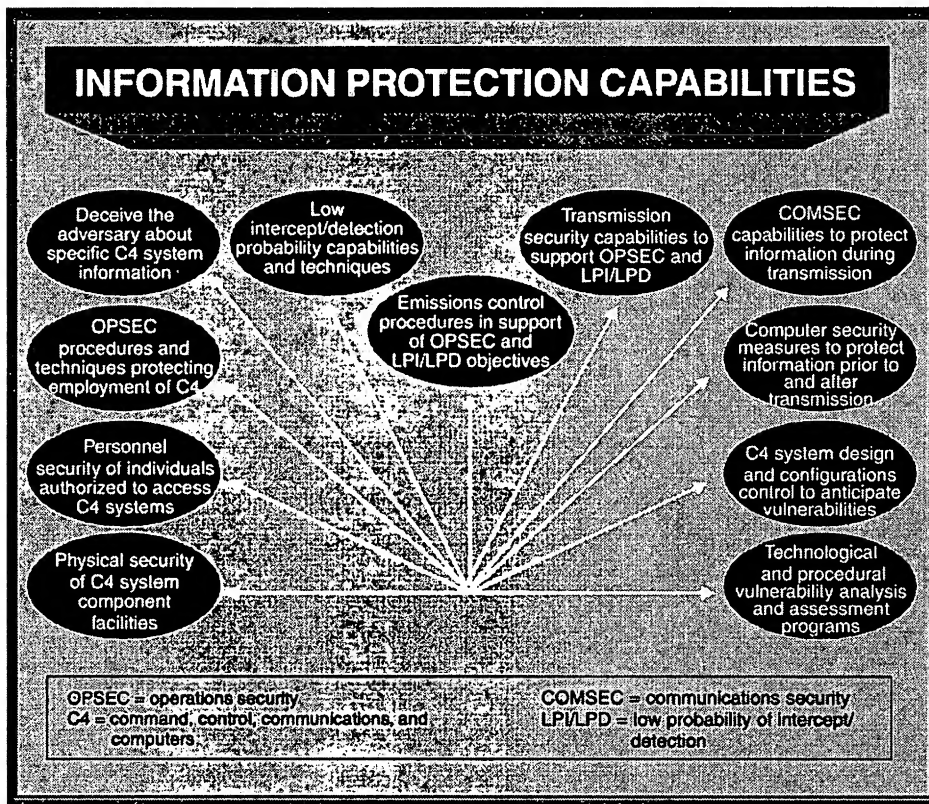 INFORMATION PROTECTION CAPABILITIES
Deceive the
adversary about
specific C4 system
information
Low
intercept/detection
probability capabilities
and techniques
Transmission
security capabilities to
support OPSEC and
LPI/LPD
COMSEC
capabilities to protect
information during
transmission
Emissions control
procedures in support
of OPSEC and
LPI/LPD objectives
OPSEC
procedures and
techniques protecting
employment of C4
Computer security
measures to protect
information prior to
and after
transmission
Personnel
security of individuals
authorized to access
C4 systems
C4 system design
and configurations
control to anticipate
vulnerabilities
Physical security
of C4 system
component
facilities
Technological
and procedural
vulnerability analysis
and assessment
programs
OPSEC = operations security
C4 = command, control, communications, and
computers
COMSEC = communications security
LPI/LPD = low probability of intercept/
detection